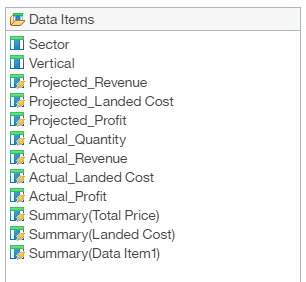 Data Items
Sector
Vertical
Projected_Revenue
Projected_Landed Cost
Projected_Profit
Actual_Quantity
Actual_Revenue
Actual_Landed Cost
Actual_Profit
Summary(Total Price)
Summary(Landed Cost)
Summary(Data Item1)